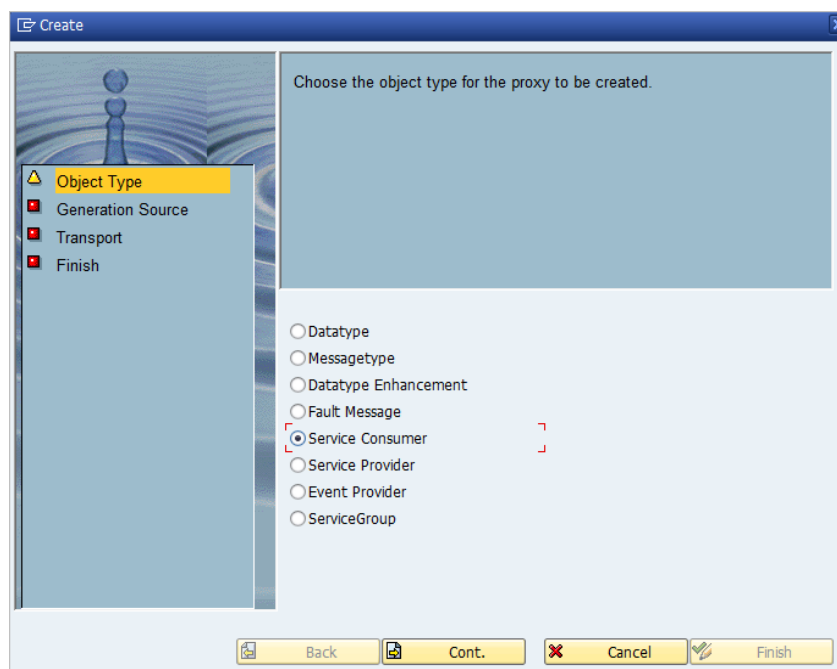 Create
Choose the object type for the proxy to be created.
Object Type
Generation Source
Transport
Finish
Datatype
Messagetype
Datatype Enhancement
Fault Message
Service Consumer
Service Provider
Event Provider
ServiceGroup
Back
Cont.
Cancel
Finish